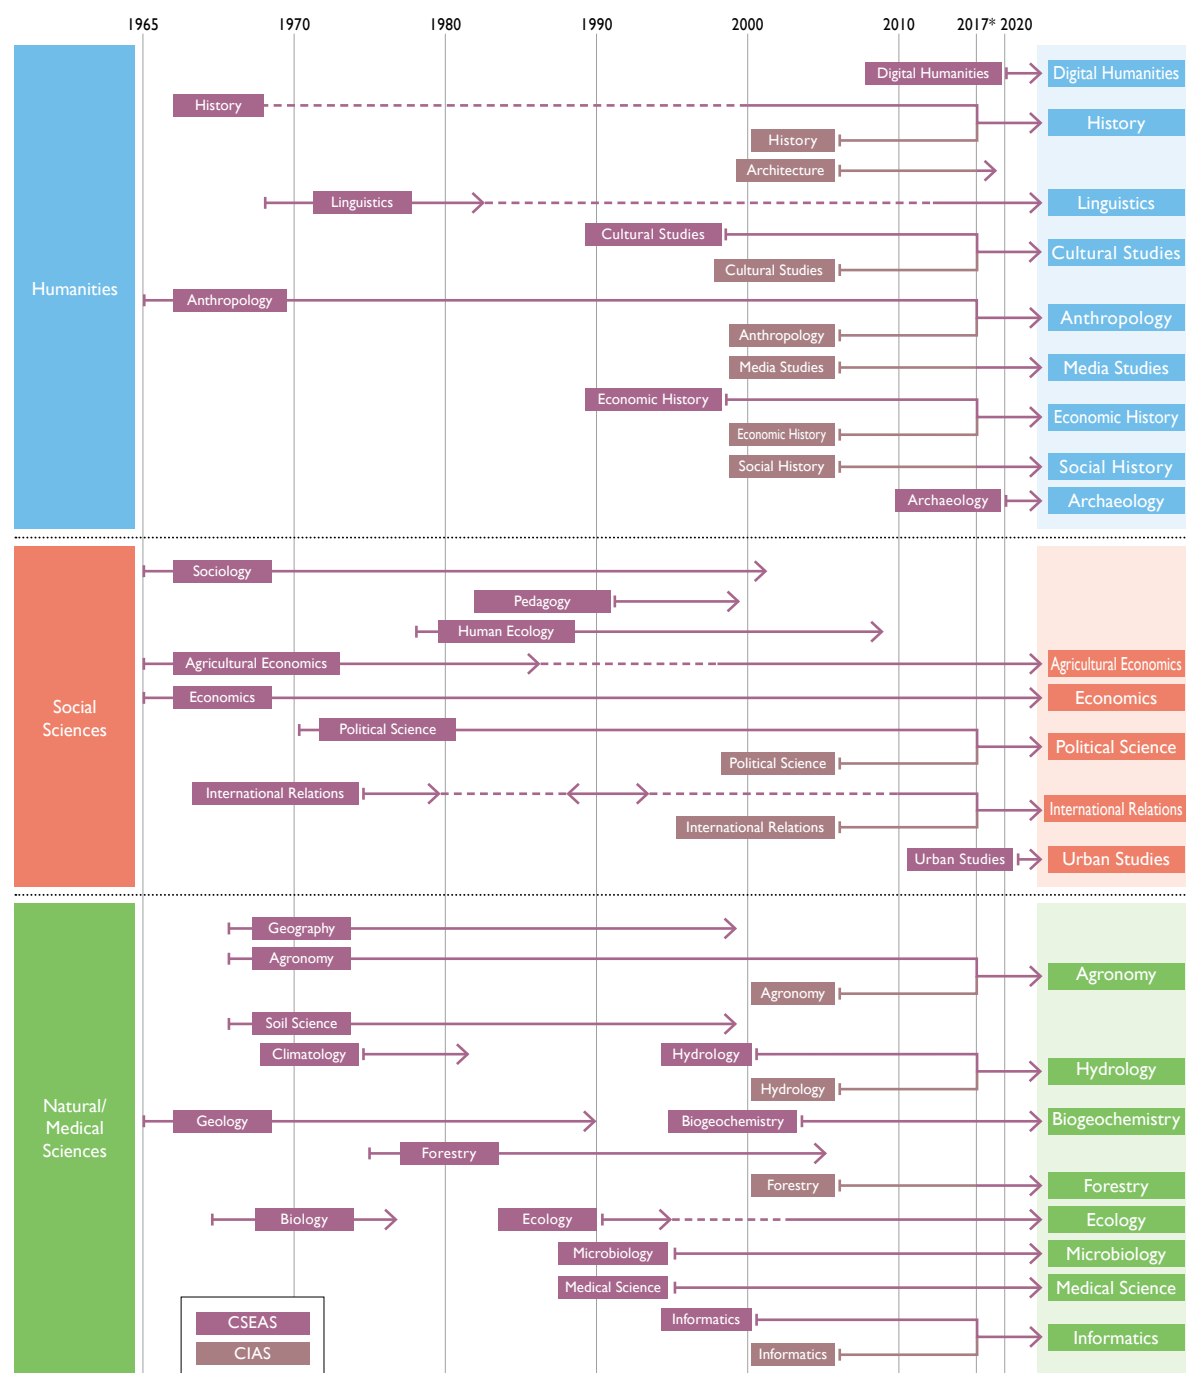 1965 1970 1980 1990 2000 2010 2017* 2020
Humanities
Digital Humanities
Digital Humanities
History
History
History
Architecture
Linguistics
Linguistics
Cultural Studies
Cultural Studies
Cultural Studies
Anthropology
Anthropology
Anthropology
Media Studies
Media Studies
Economic History
Economic History
Economic History
Social History
Social History
Archaeology
Archaeology
Social
Sciences
Sociology
Pedagogy
Human Ecology
Agricultural Economics
Agricultural Economics
Economics
Economics
Political Science
Political Science
Political Science
International Relations
International Relations
International Relations
Urban Studies
Urban Studies
Natural/
Medical
Sciences
Geography
Agronomy
Agronomy
Agronomy
Soil Science
Climatology
Hydrology
Hydrology
Hydrology
Geology
Biogeochemistry
Biogeochemistry
Forestry
Forestry
Forestry
Biology
Ecology
Ecology
Microbiology
Microbiology
Medical Science
Medical Science
Informatics
Informatics
Informatics
CSEAS
CIAS